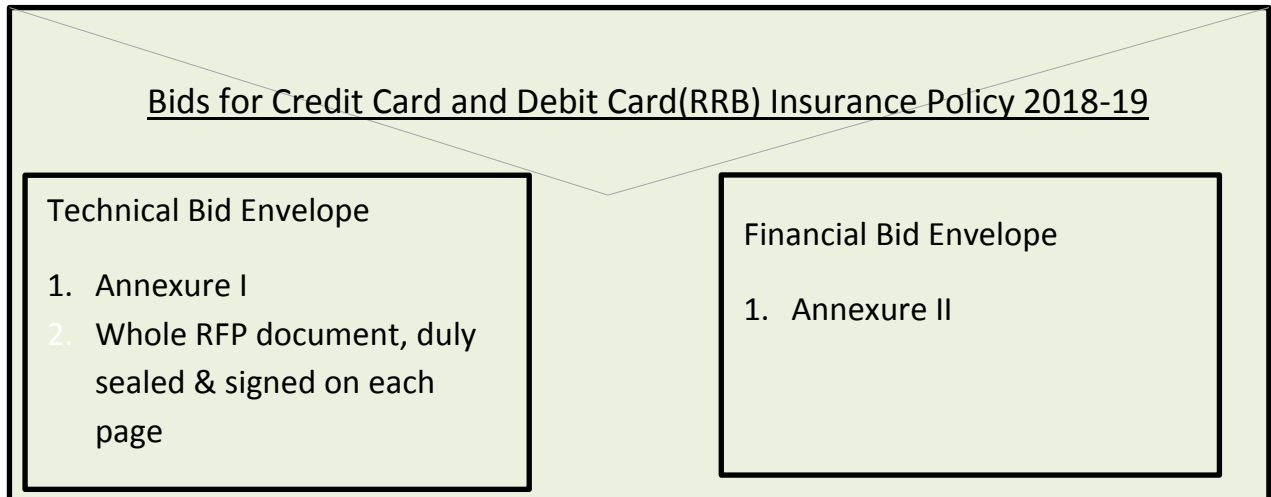 Bids for Credit Card and Debit Card(RRB) Insurance Policy 2018-19
Technical Bid Envelope
1. Annexure I
2. Whole RFP document, duly
sealed & signed on each
page
Financial Bid Envelope
1. Annexure II